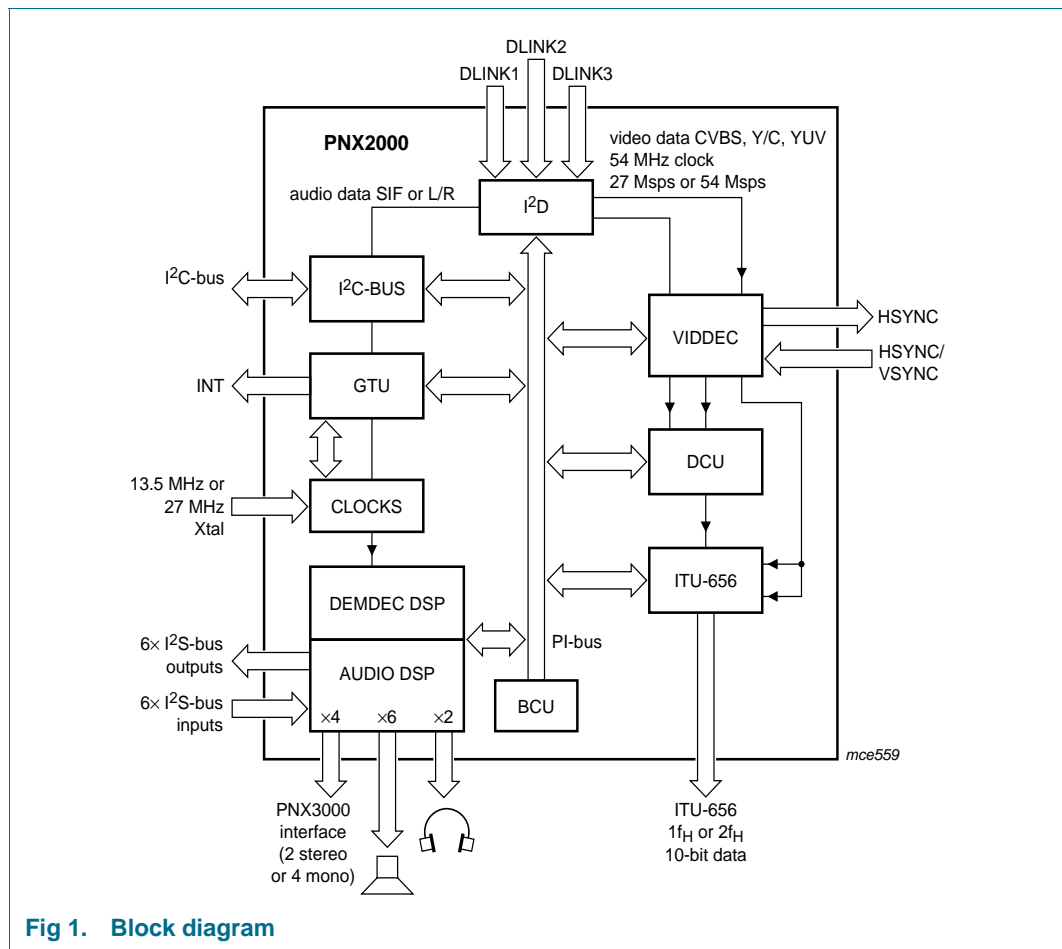 DLINK2
DLINK1
DLINK3
PNX2000
video data CVBS, Y/C, YUV
54 MHz clock
27 Msps or 54 Msps
audio data SIF or L/R
I²D
I²C-bus
I²C-BUS
VIDDEC
HSYNC
HSYNC/
VSYNC
INT
GTU
DCU
13.5 MHz or
27 MHz
Xtal
CLOCKS
ITU-656
DEMDEC DSP
PI-bus
6× I²S-bus
outputs
AUDIO DSP
6× I²S-bus
inputs
×4 ×6 ×2
BCU
mce559
PNX3000
interface
(2 stereo
or 4 mono)
ITU-656
1fH or 2fH
10-bit data
Fig 1. Block diagram